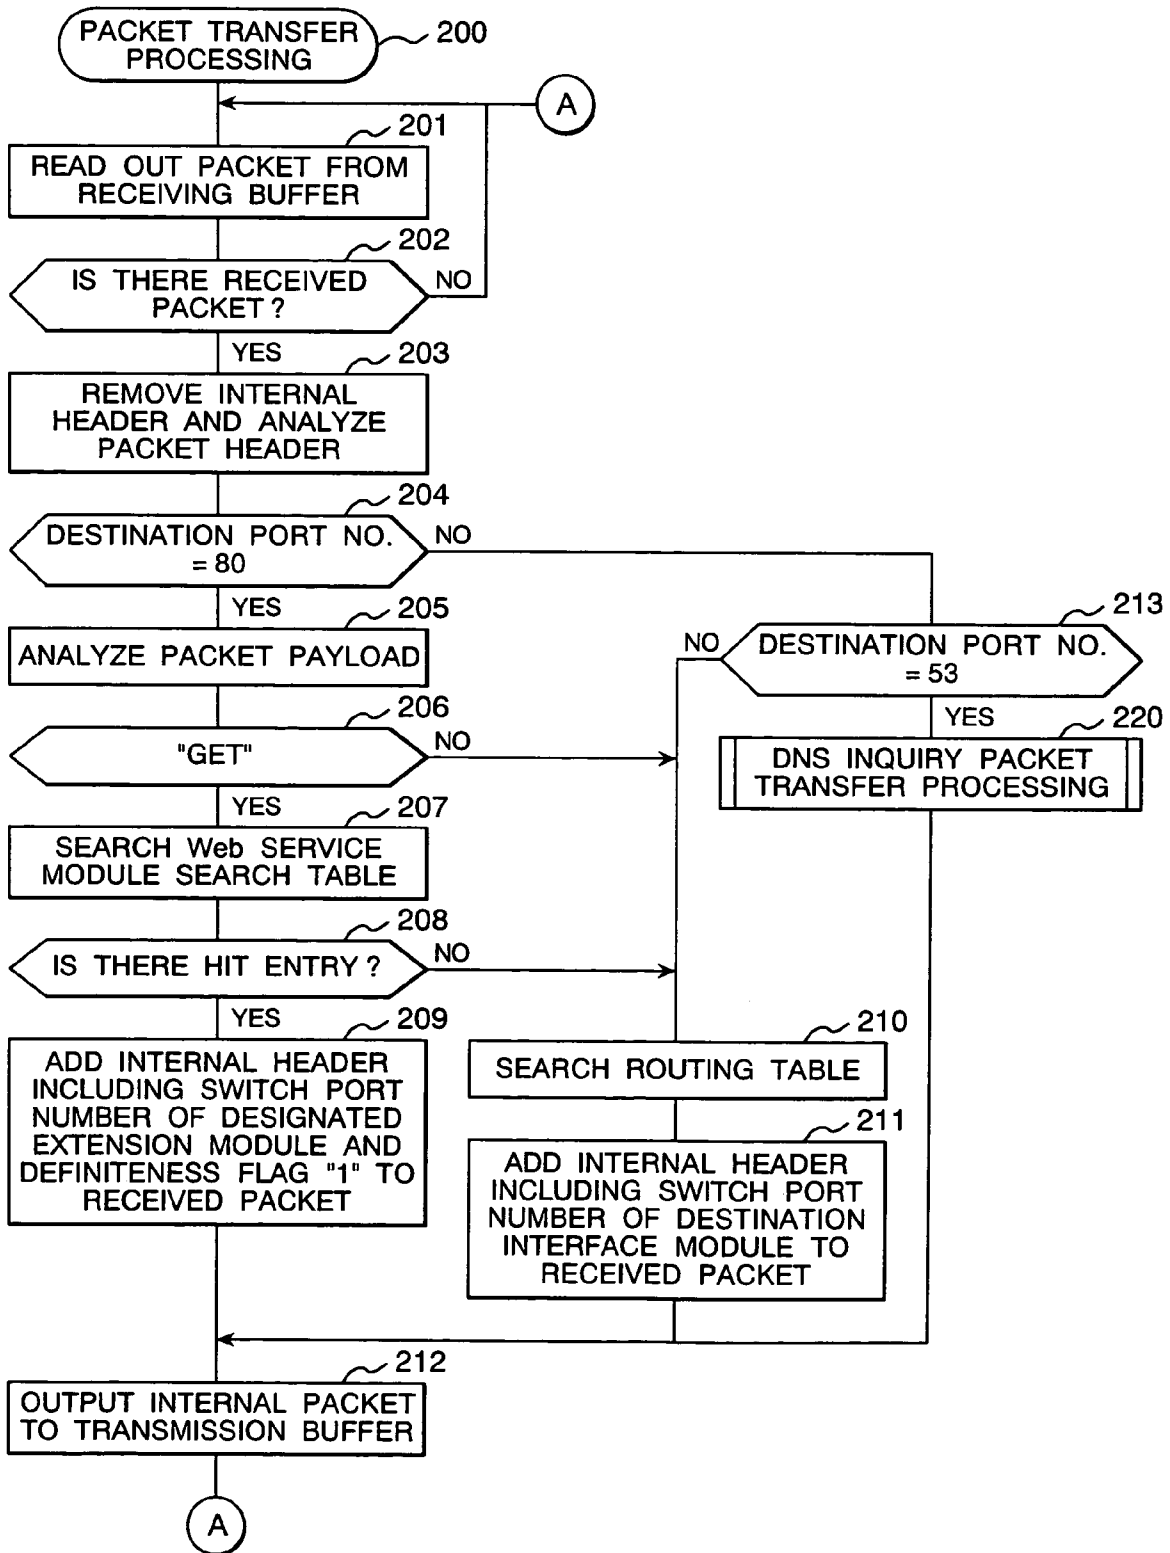 PACKET TRANSFER
PROCESSING
200
A
201
READ OUT PACKET FROM
RECEIVING BUFFER
202
IS THERE RECEIVED
PACKET ?
NO
YES
203
REMOVE INTERNAL
HEADER AND ANALYZE
PACKET HEADER
204
DESTINATION PORT NO.
= 80
NO
YES
205
ANALYZE PACKET PAYLOAD
213
DESTINATION PORT NO.
= 53
NO
YES
206
"GET"
NO
YES
220
DNS INQUIRY PACKET
TRANSFER PROCESSING
207
SEARCH Web SERVICE
MODULE SEARCH TABLE
208
IS THERE HIT ENTRY ?
NO
YES
209
ADD INTERNAL HEADER
INCLUDING SWITCH PORT
NUMBER OF DESIGNATED
EXTENSION MODULE AND
DEFINITENESS FLAG "1" TO
RECEIVED PACKET
210
SEARCH ROUTING TABLE
211
ADD INTERNAL HEADER
INCLUDING SWITCH PORT
NUMBER OF DESTINATION
INTERFACE MODULE TO
RECEIVED PACKET
212
OUTPUT INTERNAL PACKET
TO TRANSMISSION BUFFER
A